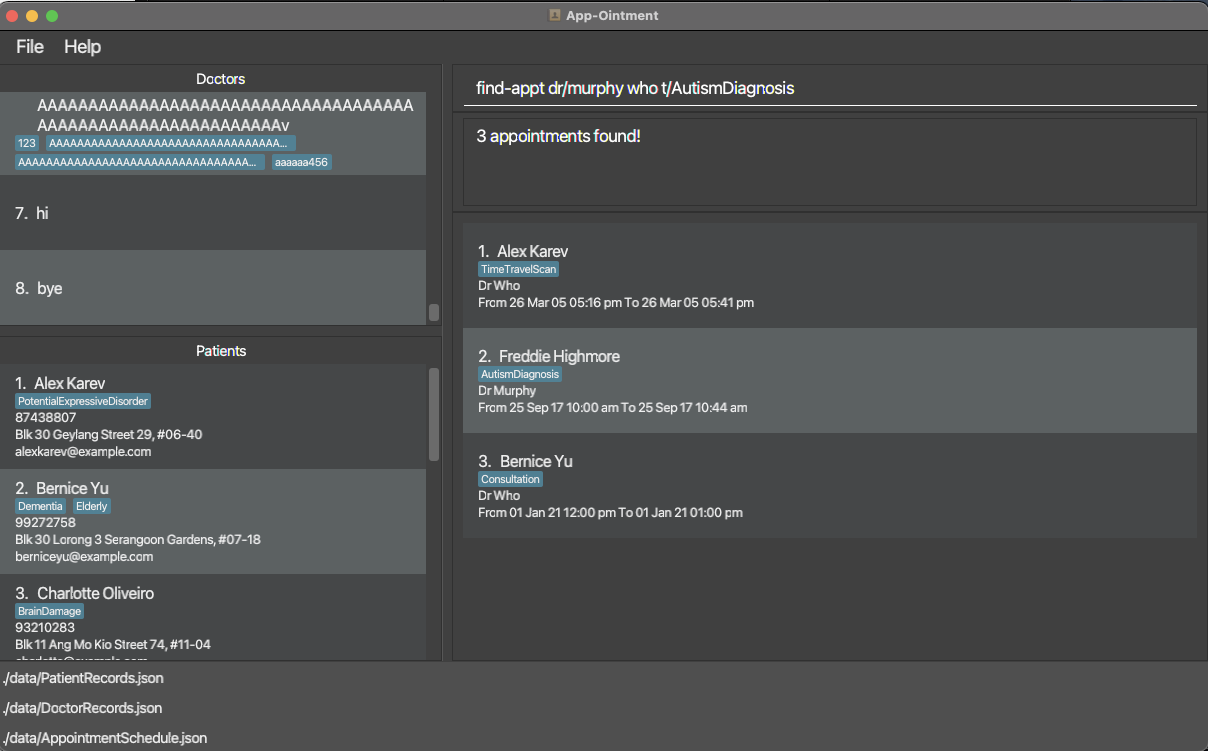 App-Ointment
File Help
Doctors
AAAAAAAAAAAAAAAAAAAAAAAAAAAAAAAAAAAAA
AAAAAAAAAAAAAAAAAAAAAAAAv
123 AAAAAAAAAAAAAAAAAAAAAAAAAAAAAAAAA...
AAAAAAAAAAAAAAAAAAAAAAAAAAAAAAAAA... aaaaaa456
7. hi
8. bye
Patients
1. Alex Karev
PotentialExpressiveDisorder
87438807
Blk 30 Geylang Street 29, #06-40
alexkarev@example.com
2. Bernice Yu
Dementia Elderly
99272758
Blk 30 Lorong 3 Serangoon Gardens, #07-18
berniceyu@example.com
3. Charlotte Oliveiro
BrainDamage
93210283
Blk 11 Ang Mo Kio Street 74, #11-04
find-appt dr/murphy who t/AutismDiagnosis
3 appointments found!
1. Alex Karev
TimeTravelScan
Dr Who
From 26 Mar 05 05:16 pm To 26 Mar 05 05:41 pm
2. Freddie Highmore
AutismDiagnosis
Dr Murphy
From 25 Sep 17 10:00 am To 25 Sep 17 10:44 am
3. Bernice Yu
Consultation
Dr Who
From 01 Jan 21 12:00 pm To 01 Jan 21 01:00 pm
./data/PatientRecords.json
./data/DoctorRecords.json
./data/AppointmentSchedule.json